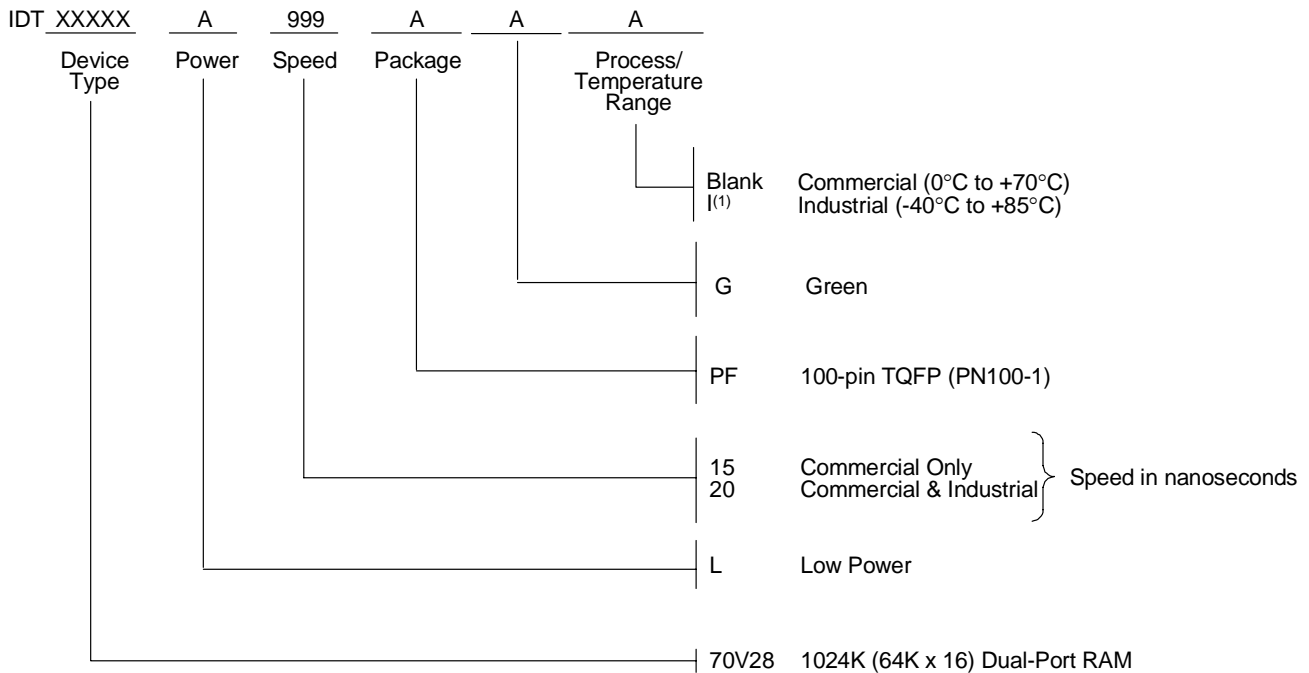 IDT XXXXX A 999 A A A
Device Type Power Speed Package Process/ Temperature Range
Blank Commercial (0°C to +70°C)
I(1) Industrial (-40°C to +85°C)
G Green
PF 100-pin TQFP (PN100-1)
15 Commercial Only
20 Commercial & Industrial
Speed in nanoseconds
L Low Power
70V28 1024K (64K x 16) Dual-Port RAM